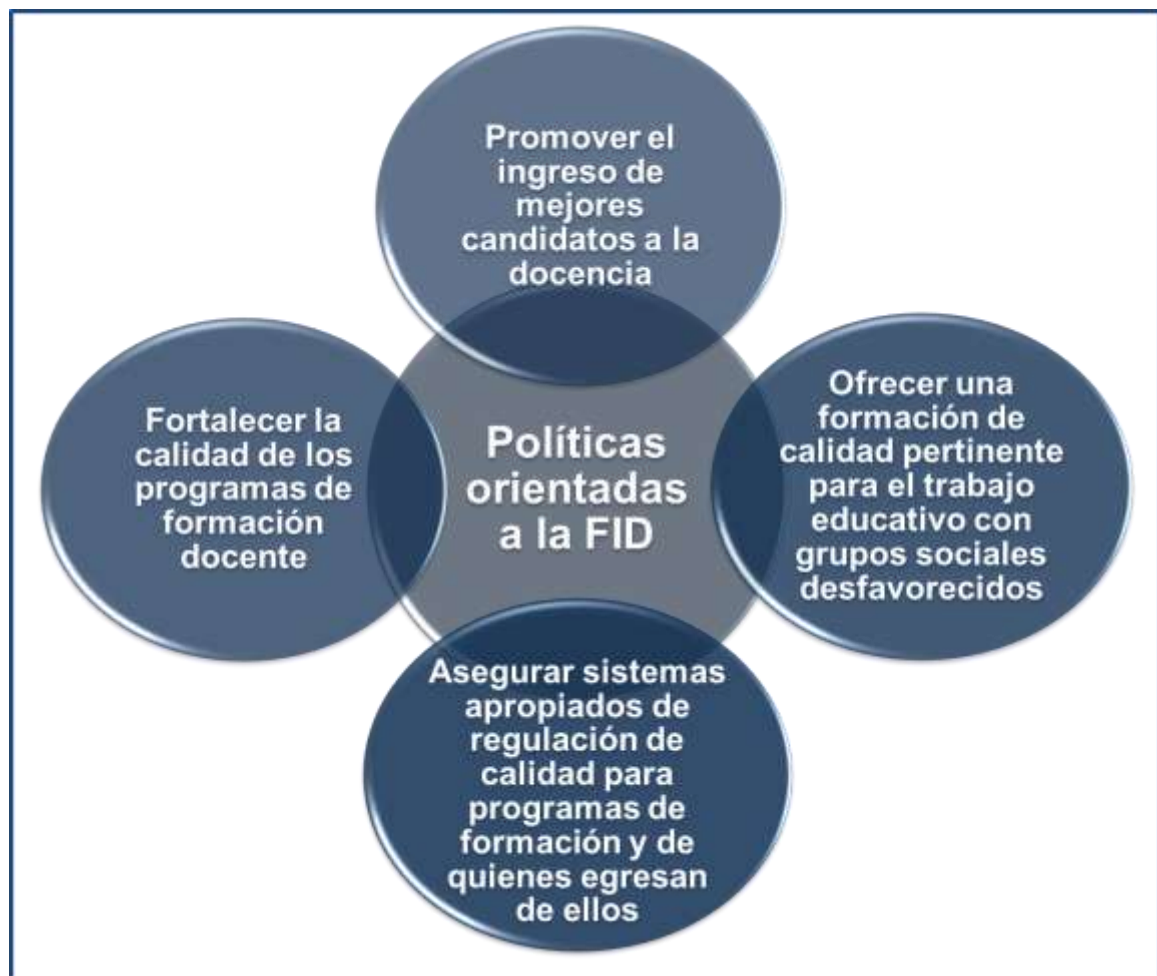 Promover el
ingreso de
mejores
candidatos a la
docencia
Fortalecer la
calidad de los
programas de
formación
docente
Políticas
orientadas
a la FID
Ofrecer una
formación de
calidad pertinente
para el trabajo
educativo con
grupos sociales
desfavorecidos
Asegurar sistemas
apropiados de
regulación de
calidad para
programas de
formación y de
quienes egresan
de ellos